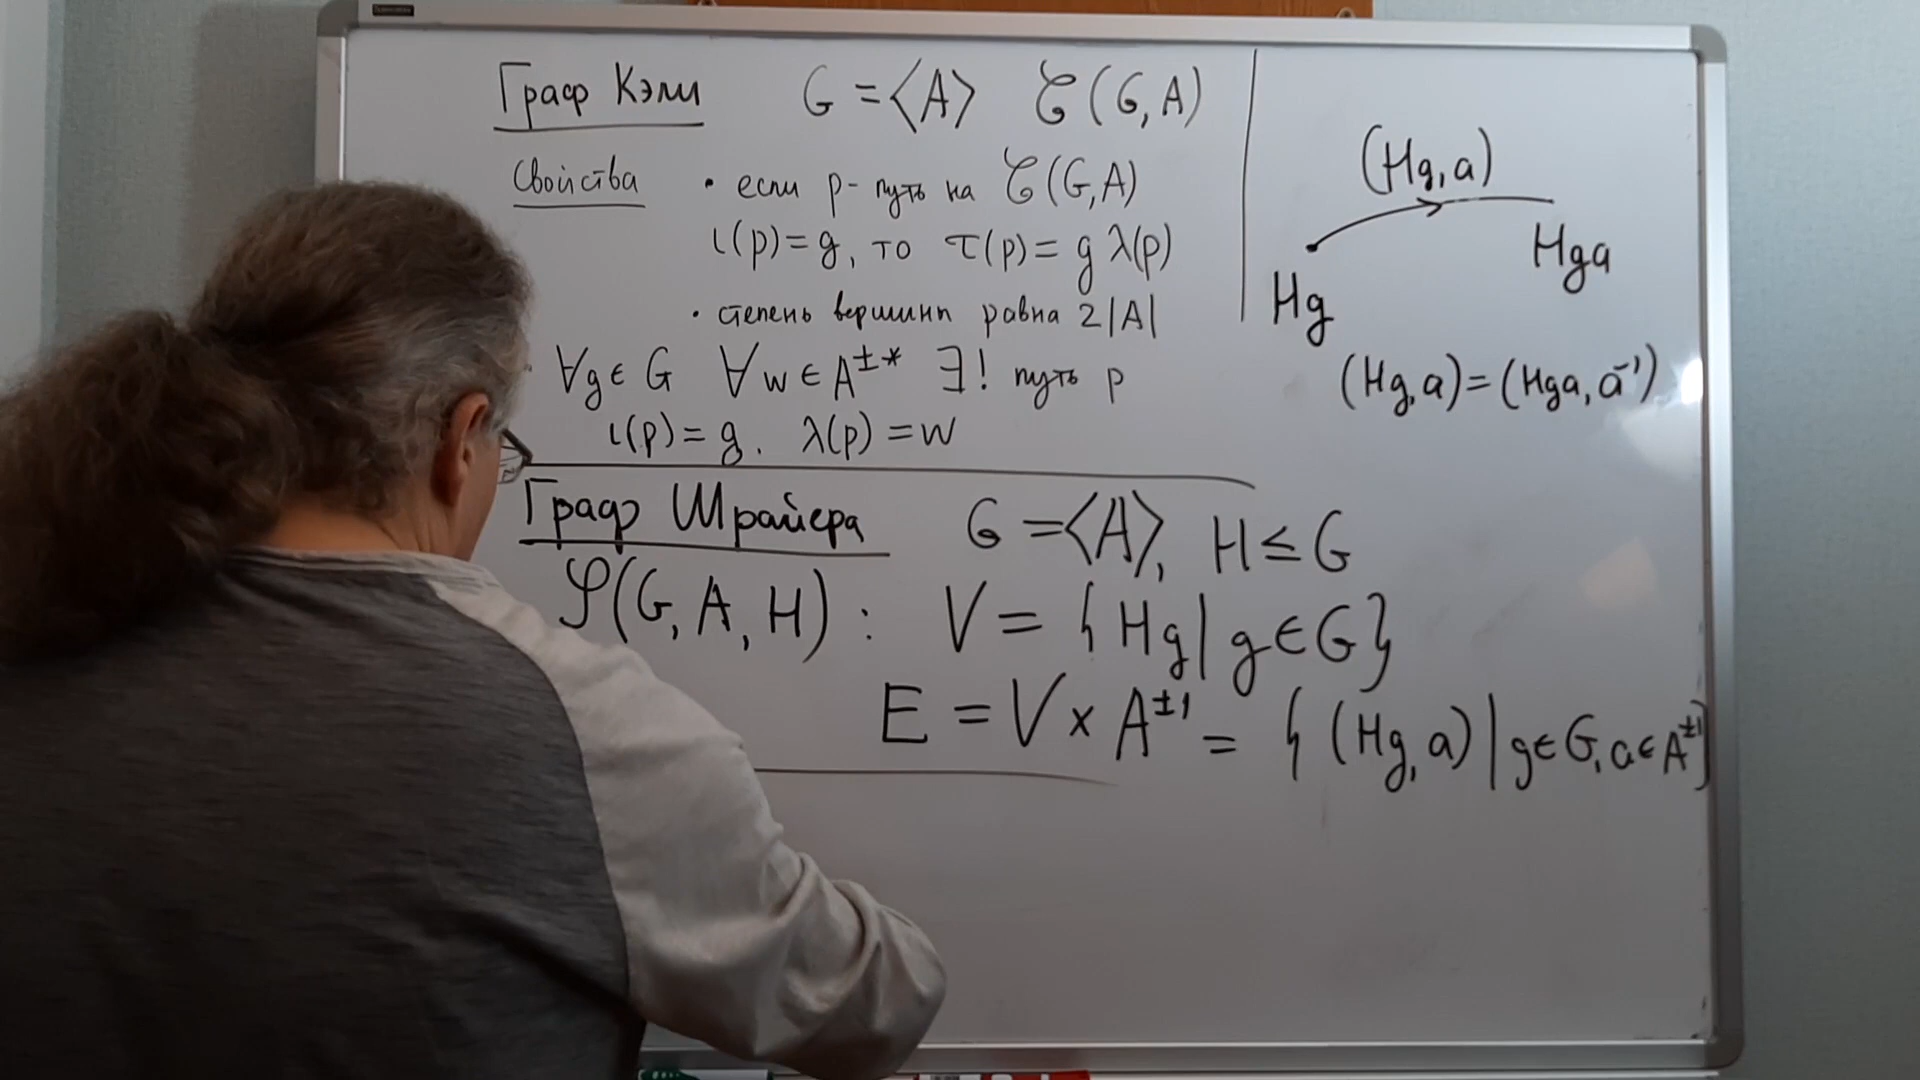 Граф Кэли G = ⟨A⟩ 𝒞(G, A)
Свойства • если p - путь на 𝒞(G, A)
ι(p) = g, то τ(p) = g λ(p)
• степень вершины равна 2|A|
• ∀g ∈ G ∀w ∈ A^{±*} ∃! путь p
ι(p) = g. λ(p) = w
(Hg, a)
Hga
Hg
(Hg, a) = (Hga, a⁻¹)
Граф Шрайера G = ⟨A⟩, H ≤ G
𝒮(G, A, H) : V = { Hg | g ∈ G }
E = V × A^{±1} = { (Hg, a) | g ∈ G, a ∈ A^{±1} }